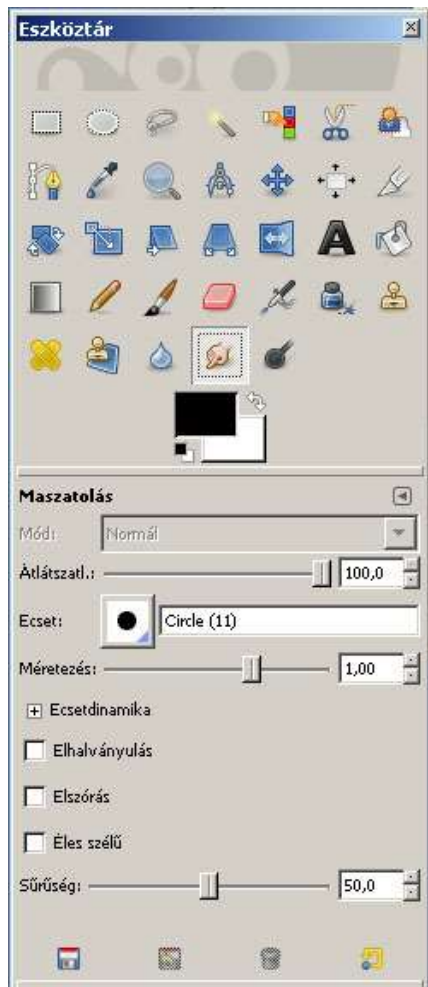 Eszköztár
Maszatolás
Mód: Normál
Átlátszatl.: 100,0
Ecset: Circle (11)
Méretezés: 1,00
Ecsetdinamika
Elhalványulás
Elszórás
Éles szélű
Sűrűség: 50,0